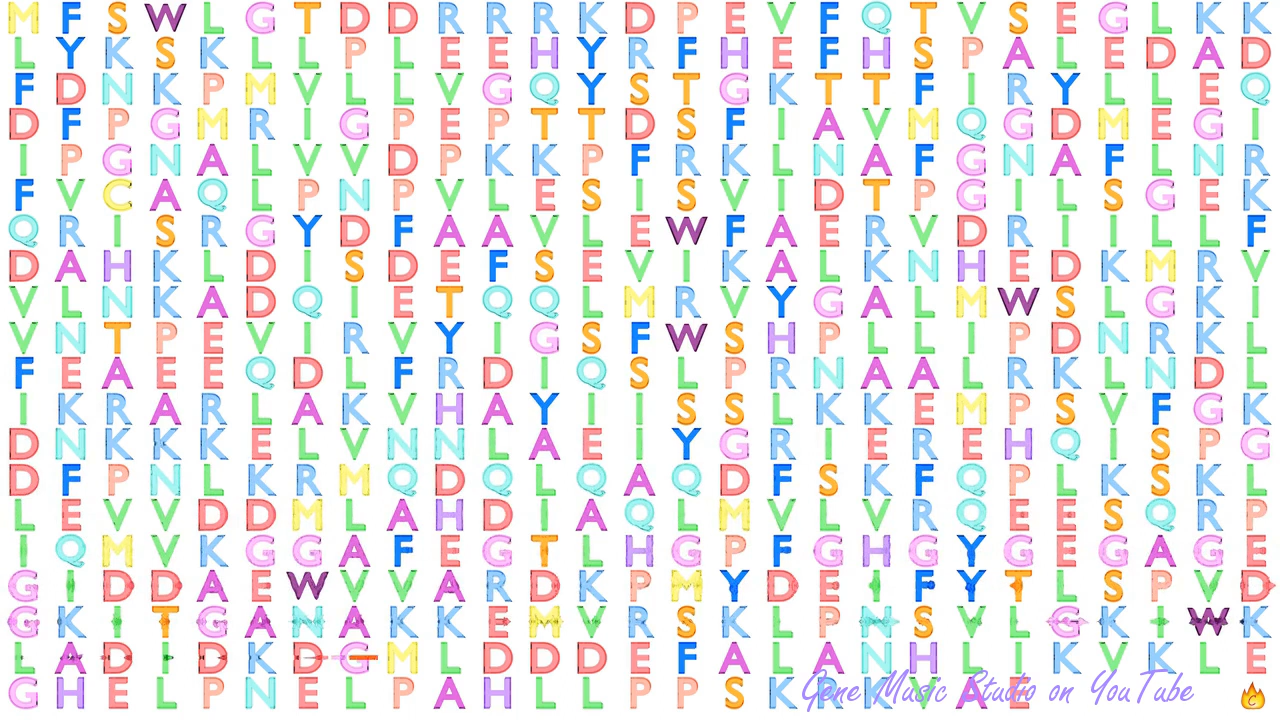 M F S W L G T D D R R R K D P E V F Q T V S E G L K K
L Y K S K L L P L E E H Y R F H E F H S P A L E D A D
F D N K P M V L L V G Q Y S T G K T T F I R Y L L E Q
D F P G M R I G P E P T T D S F I A V M Q G D M E G I
I P G N A L V V D P K K P F R K L N A F G N A F L N R
F V C A Q L P N P V L E S I S V I D T P G I L S G E K
Q R I S R G Y D F A A V L E W F A E R V D R I I L L F
D A H K L D I S D E F S E V I K A L K N H E D K M R V
V L N K A D Q I E T Q Q L M R V Y G A L M W S L G K I
V N T P E V I R V Y I G S F W S H P L L I P D N R K L
F E A E E Q D L F R D I Q S L P R N A A L R K L N D L
I K R A R L A K V H A Y I I S S L K K E M P S V F G K
D N K K K E L V N N L A E I Y G R I E R E H Q I S P G
D F P N L K R M Q D Q L Q A Q D F S K F Q P L K S K L
L E V V D D M L A H D I A Q L M V L V R Q E E S Q R P
I Q M V K G G A F E G T L H G P F G H G Y G E G A G E
G I D D A E W V V A R D K P M Y D E I F Y T L S P V D
G K I T G A N A K K E M V R S K L P N S V L G K I W K
L A D I D K D G M L D D D E F A L A N H L I K V K L E
G H E L P N E L P A H L L P P S K R K V A E
Gene Music Studio on YouTube